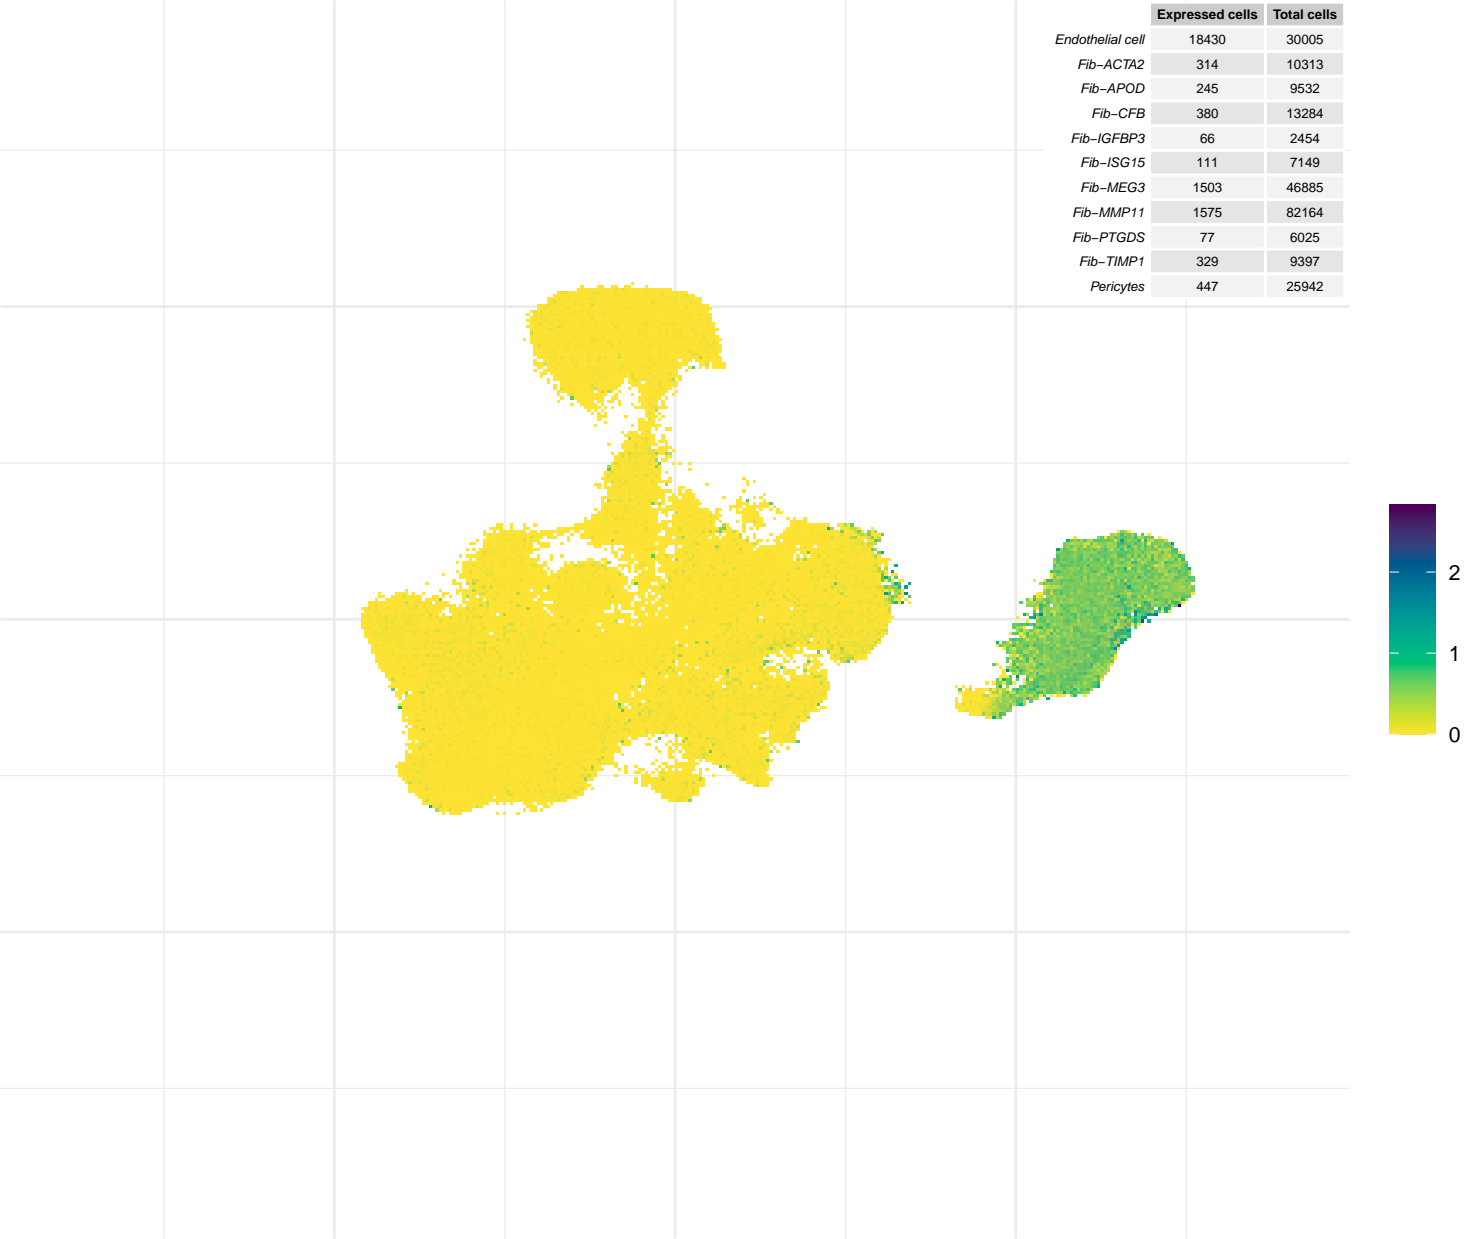 Expressed cells Total cells
Endothelial cell 18430 30005
Fib−ACTA2 314 10313
Fib−APOD 245 9532
Fib−CFB 380 13284
Fib−IGFBP3 66 2454
Fib−ISG15 111 7149
Fib−MEG3 1503 46885
Fib−MMP11 1575 82164
Fib−PTGDS 77 6025
Fib−TIMP1 329 9397
Pericytes 447 25942
2
1
0